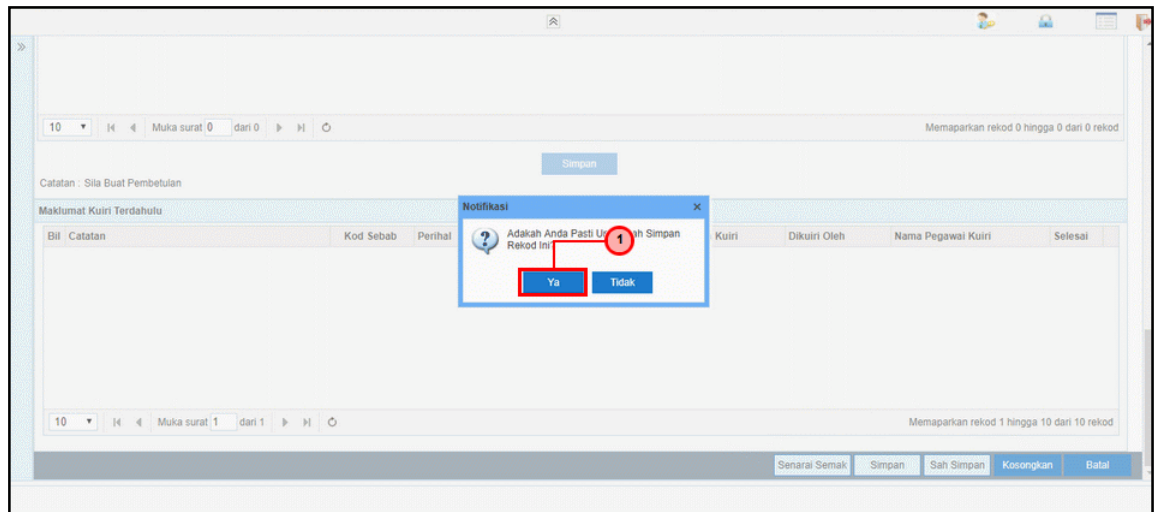 10 Muka surat 0 dari 0 Memaparkan rekod 0 hingga 0 dari 0 rekod
Simpan
Catatan : Sila Buat Pembetulan
Maklumat Kuiri Terdahulu
Bil Catatan Kod Sebab Perihal Kuiri Dikuiri Oleh Nama Pegawai Kuiri Selesai
Notifikasi
Adakah Anda Pasti Sah Simpan
Rekod Ini?
1
Ya Tidak
10 Muka surat 1 dari 1 Memaparkan rekod 1 hingga 10 dari 10 rekod
Senarai Semak Simpan Sah Simpan Kosongkan Batal